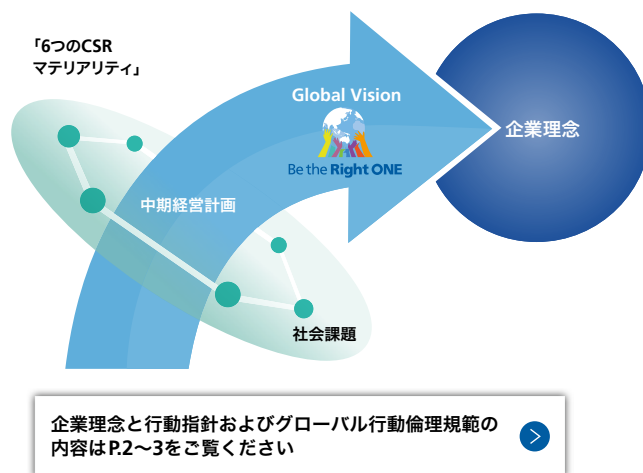 「6つのCSR
マテリアリティ」
Global Vision
Be the Right ONE
企業理念
中期経営計画
社会課題
企業理念と行動指針およびグローバル行動倫理規範の
内容はP.2〜3をご覧ください